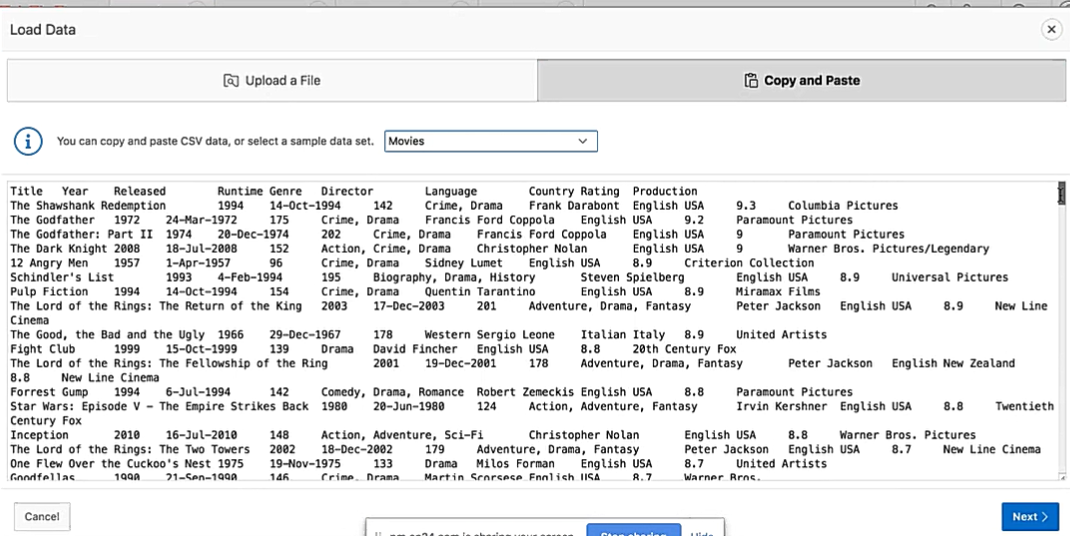 Load Data
Upload a File
Copy and Paste
You can copy and paste CSV data, or select a sample data set. Movies
Title Year Released Runtime Genre Director Language Country Rating Production
The Shawshank Redemption 1994 14-Oct-1994 142 Crime, Drama Frank Darabont English USA 9.3 Columbia Pictures
The Godfather 1972 24-Mar-1972 175 Crime, Drama Francis Ford Coppola English USA 9.2 Paramount Pictures
The Godfather: Part II 1974 20-Dec-1974 202 Crime, Drama Francis Ford Coppola English USA 9 Paramount Pictures
The Dark Knight 2008 18-Jul-2008 152 Action, Crime, Drama Christopher Nolan English USA 9 Warner Bros. Pictures/Legendary
12 Angry Men 1957 1-Apr-1957 96 Crime, Drama Sidney Lumet English USA 8.9 Criterion Collection
Schindler's List 1993 4-Feb-1994 195 Biography, Drama, History Steven Spielberg English USA 8.9 Universal Pictures
Pulp Fiction 1994 14-Oct-1994 154 Crime, Drama Quentin Tarantino English USA 8.9 Miramax Films
The Lord of the Rings: The Return of the King 2003 17-Dec-2003 201 Adventure, Drama, Fantasy Peter Jackson English USA 8.9 New Line
Cinema
The Good, the Bad and the Ugly 1966 29-Dec-1967 178 Western Sergio Leone Italian Italy 8.9 United Artists
Fight Club 1999 15-Oct-1999 139 Drama David Fincher English USA 8.8 20th Century Fox
The Lord of the Rings: The Fellowship of the Ring 2001 19-Dec-2001 178 Adventure, Drama, Fantasy Peter Jackson English New Zealand
8.8 New Line Cinema
Forrest Gump 1994 6-Jul-1994 142 Comedy, Drama, Romance Robert Zemeckis English USA 8.8 Paramount Pictures
Star Wars: Episode V - The Empire Strikes Back 1980 20-Jun-1980 124 Action, Adventure, Fantasy Irvin Kershner English USA 8.8 Twentieth
Century Fox
Inception 2010 16-Jul-2010 148 Action, Adventure, Sci-Fi Christopher Nolan English USA 8.8 Warner Bros. Pictures
The Lord of the Rings: The Two Towers 2002 18-Dec-2002 179 Adventure, Drama, Fantasy Peter Jackson English USA 8.7 New Line Cinema
One Flew Over the Cuckoo's Nest 1975 19-Nov-1975 133 Drama Milos Forman English USA 8.7 United Artists
Goodfellas 1990 21-Sep-1990 146 Crime, Drama Martin Scorsese English USA 8.7 Warner Bros.
Cancel
Next
is sharing your screen. Stop sharing Hide